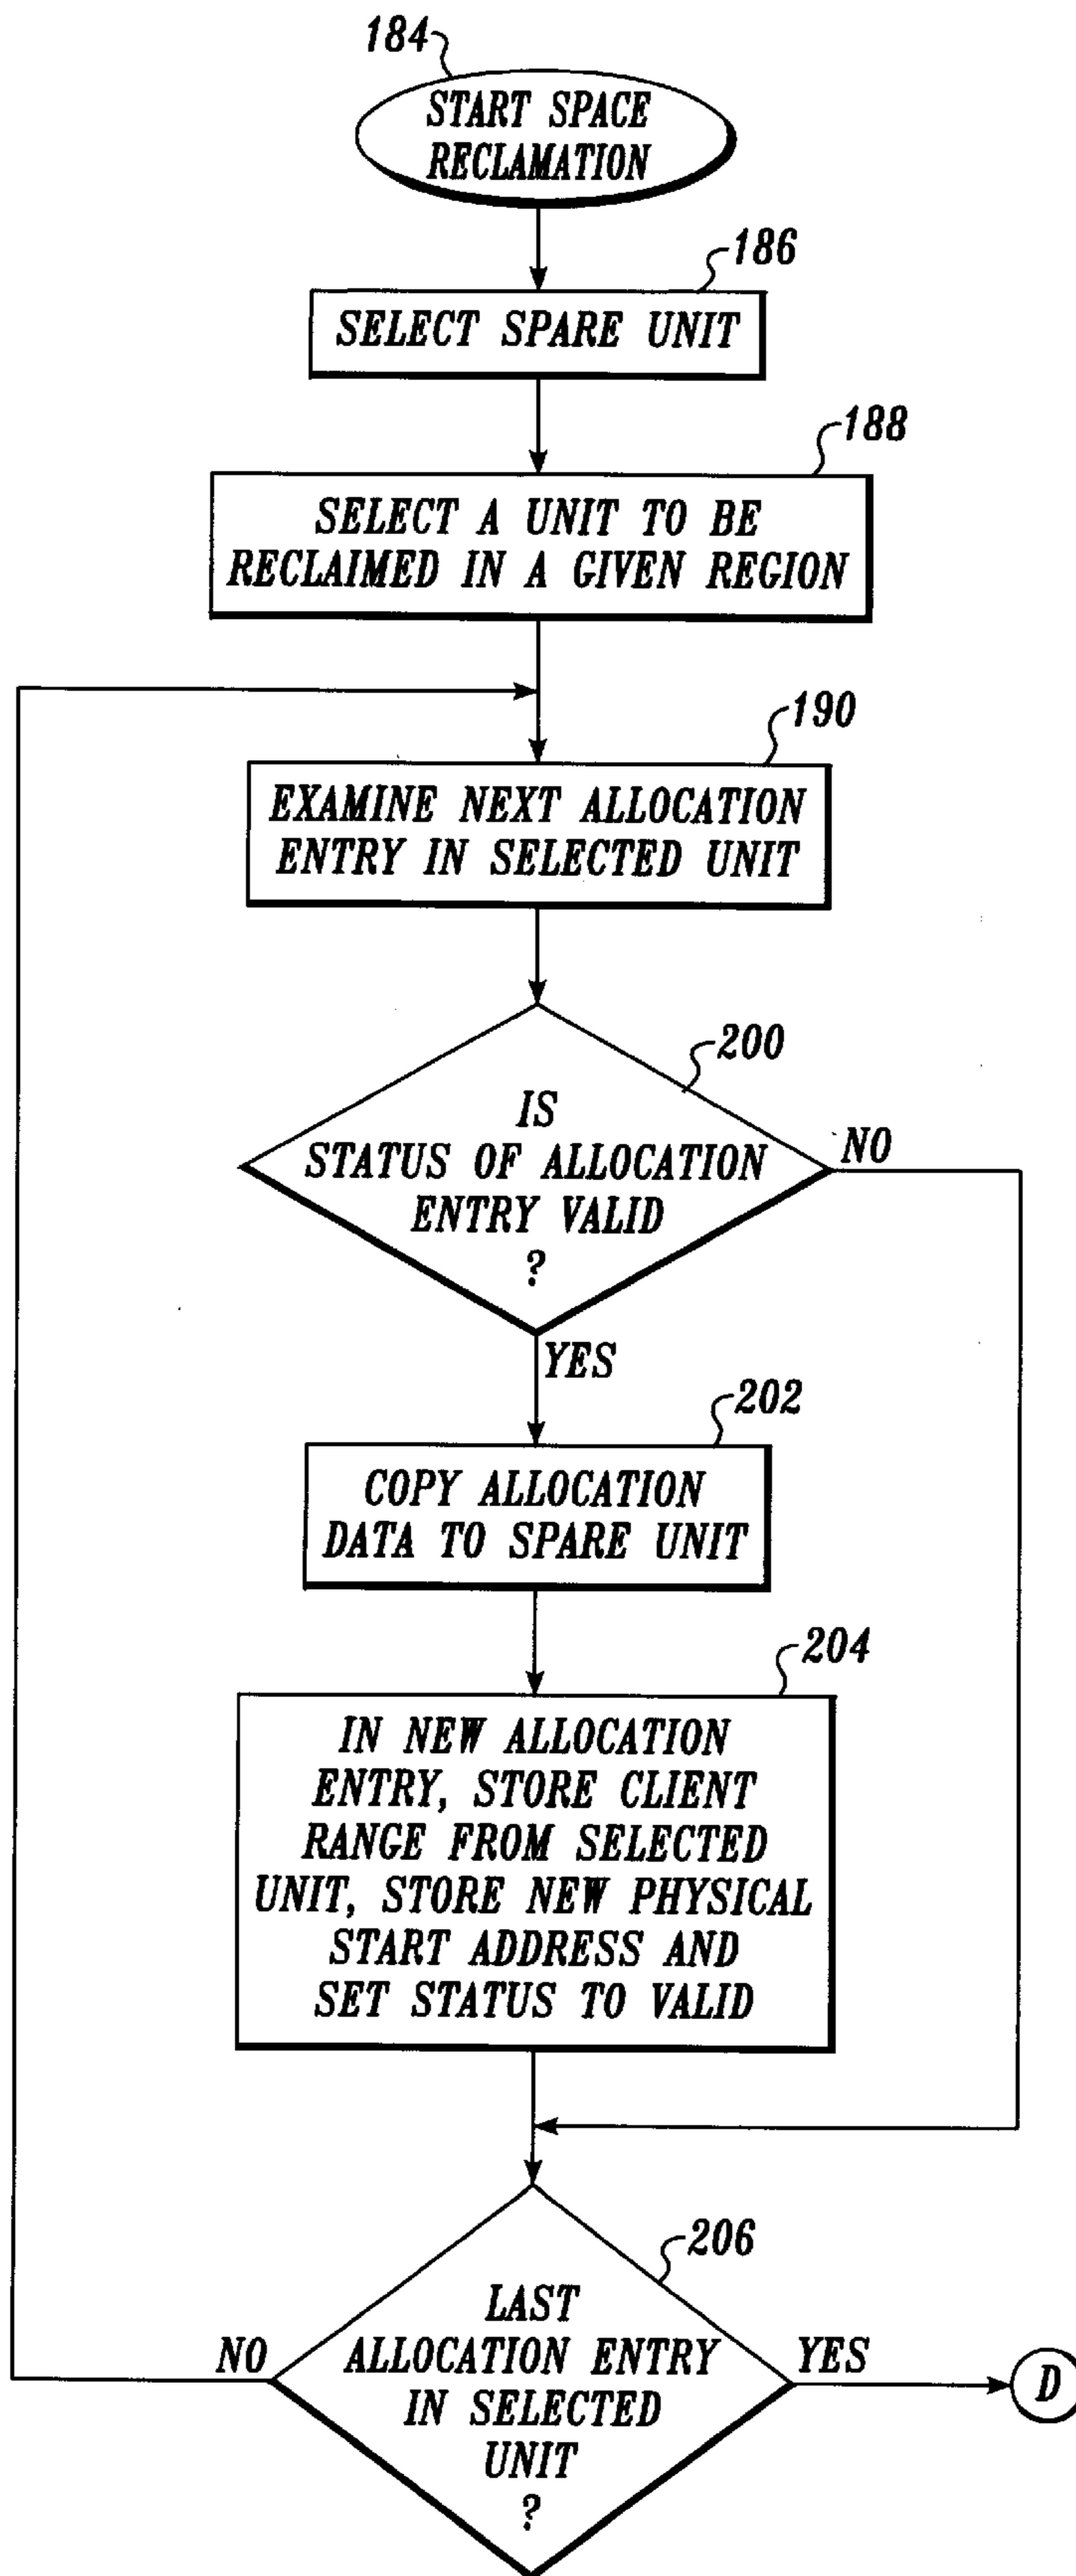 184
START SPACE
RECLAMATION
186
SELECT SPARE UNIT
188
SELECT A UNIT TO BE
RECLAIMED IN A GIVEN REGION
190
EXAMINE NEXT ALLOCATION
ENTRY IN SELECTED UNIT
200
IS
STATUS OF ALLOCATION
ENTRY VALID
?
NO
YES
202
COPY ALLOCATION
DATA TO SPARE UNIT
204
IN NEW ALLOCATION
ENTRY, STORE CLIENT
RANGE FROM SELECTED
UNIT, STORE NEW PHYSICAL
START ADDRESS AND
SET STATUS TO VALID
206
LAST
ALLOCATION ENTRY
IN SELECTED
UNIT
?
NO
YES
D